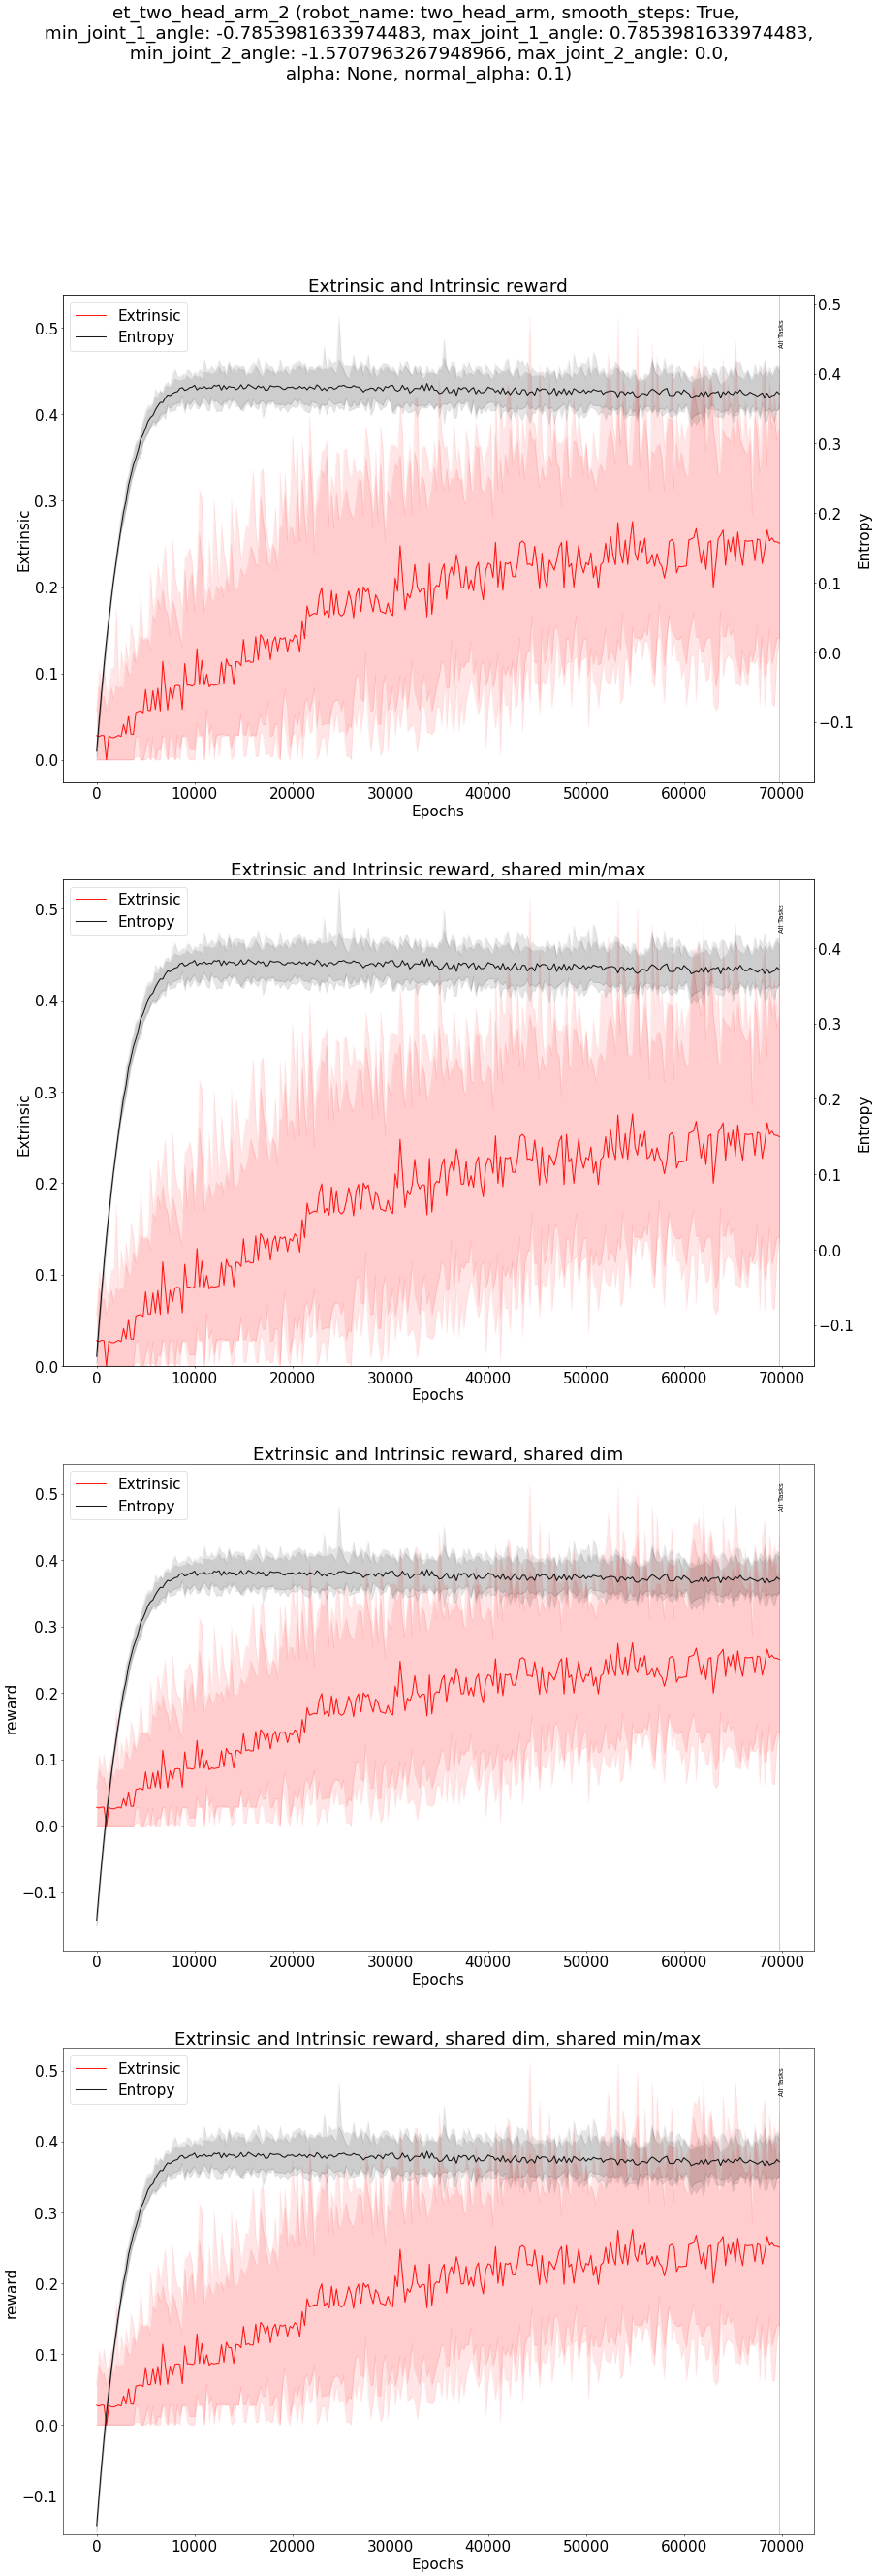 et_two_head_arm_2 (robot_name: two_head_arm, smooth_steps: True,
min_joint_1_angle: -0.7853981633974483, max_joint_1_angle: 0.7853981633974483,
min_joint_2_angle: -1.5707963267948966, max_joint_2_angle: 0.0,
alpha: None, normal_alpha: 0.1)
Extrinsic and Intrinsic reward
Extrinsic
Entropy
All Tasks
0.5
0.4
0.3
0.2
0.1
0.0
Extrinsic
0.5
0.4
0.3
0.2
0.1
0.0
−0.1
Entropy
0 10000 20000 30000 40000 50000 60000 70000
Epochs
Extrinsic and Intrinsic reward, shared min/max
Extrinsic
Entropy
All Tasks
0.5
0.4
0.3
0.2
0.1
0.0
Extrinsic
0.4
0.3
0.2
0.1
0.0
−0.1
Entropy
0 10000 20000 30000 40000 50000 60000 70000
Epochs
Extrinsic and Intrinsic reward, shared dim
Extrinsic
Entropy
All Tasks
0.5
0.4
0.3
0.2
0.1
0.0
−0.1
reward
0 10000 20000 30000 40000 50000 60000 70000
Epochs
Extrinsic and Intrinsic reward, shared dim, shared min/max
Extrinsic
Entropy
All Tasks
0.5
0.4
0.3
0.2
0.1
0.0
−0.1
reward
0 10000 20000 30000 40000 50000 60000 70000
Epochs